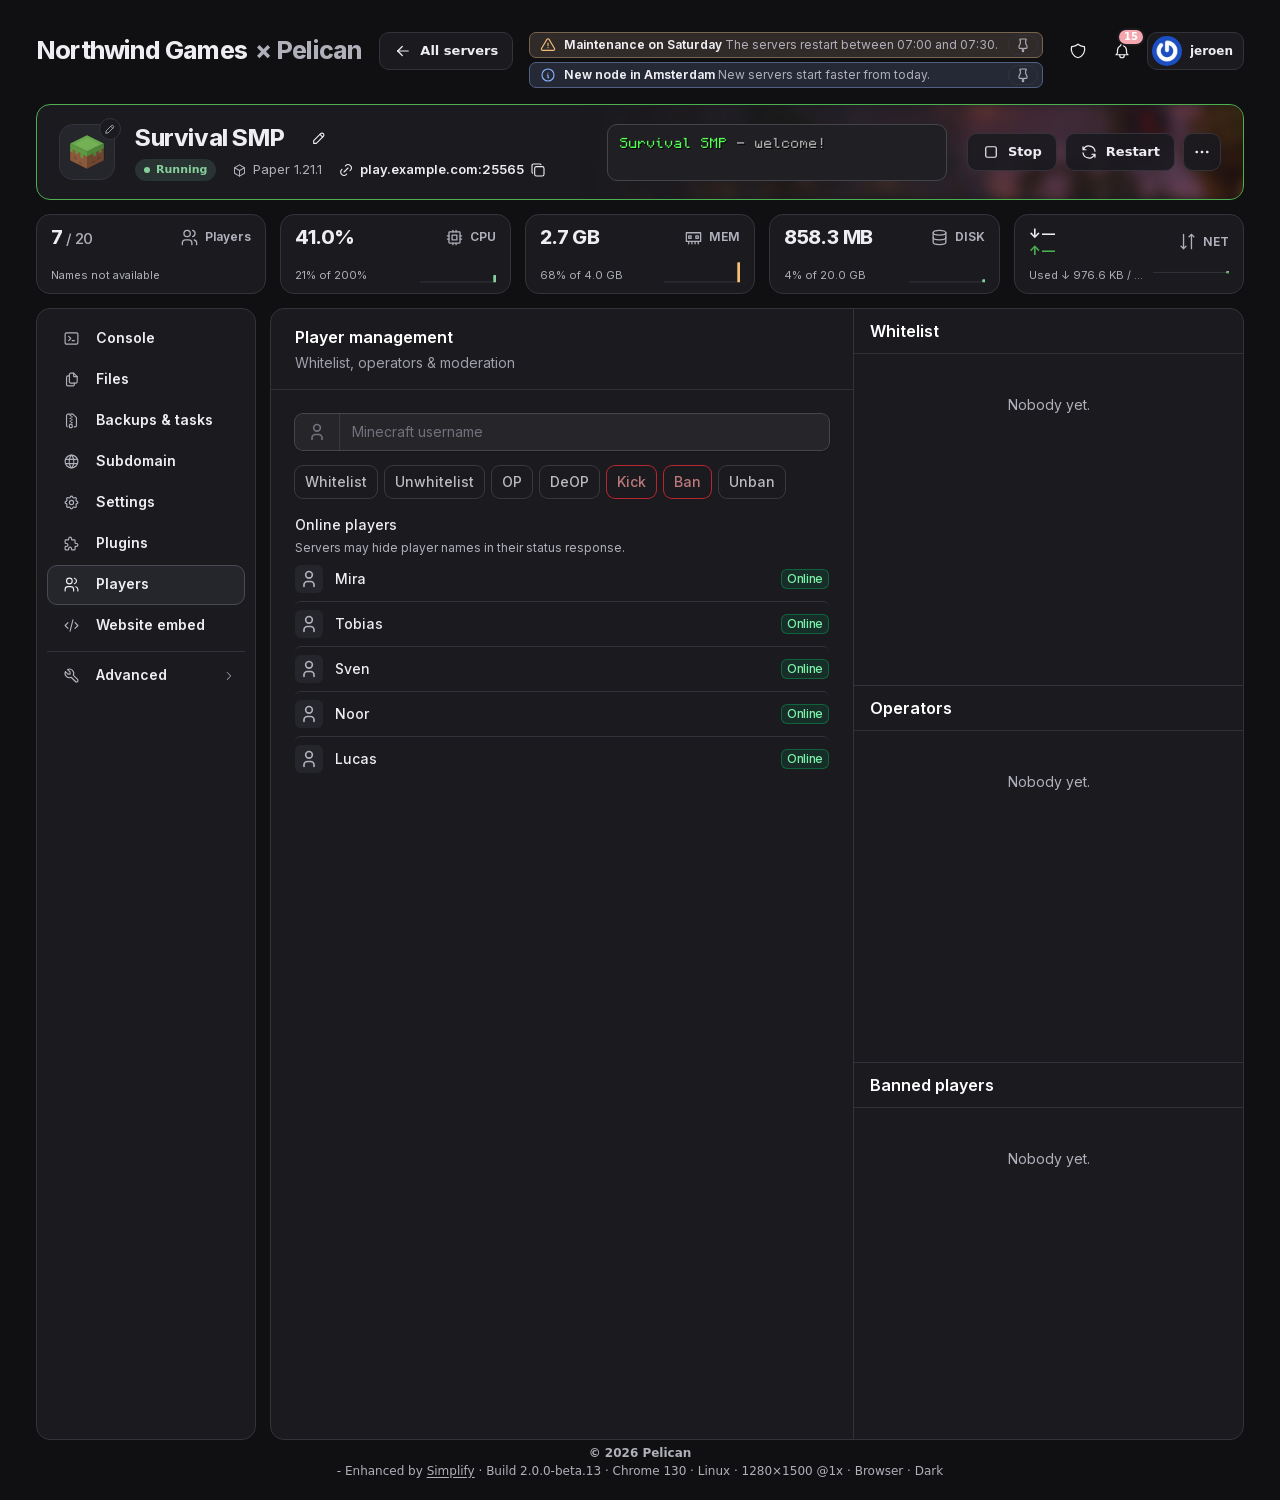 Northwind Games × Pelican
All servers
Maintenance on Saturday The servers restart between 07:00 and 07:30.
New node in Amsterdam New servers start faster from today.
15
jeroen
Survival SMP
Running
Paper 1.21.1
play.example.com:25565
Survival SMP - welcome!
Stop
Restart
7 / 20
Players
Names not available
41.0%
CPU
21% of 200%
2.7 GB
MEM
68% of 4.0 GB
858.3 MB
DISK
4% of 20.0 GB
↓—
↑—
NET
Used ↓ 976.6 KB / ...
Console
Files
Backups & tasks
Subdomain
Settings
Plugins
Players
Website embed
Advanced
Player management
Whitelist, operators & moderation
Minecraft username
Whitelist
Unwhitelist
OP
DeOP
Kick
Ban
Unban
Online players
Servers may hide player names in their status response.
Mira
Online
Tobias
Online
Sven
Online
Noor
Online
Lucas
Online
Whitelist
Nobody yet.
Operators
Nobody yet.
Banned players
Nobody yet.
© 2026 Pelican
- Enhanced by Simplify · Build 2.0.0-beta.13 · Chrome 130 · Linux · 1280×1500 @1x · Browser · Dark